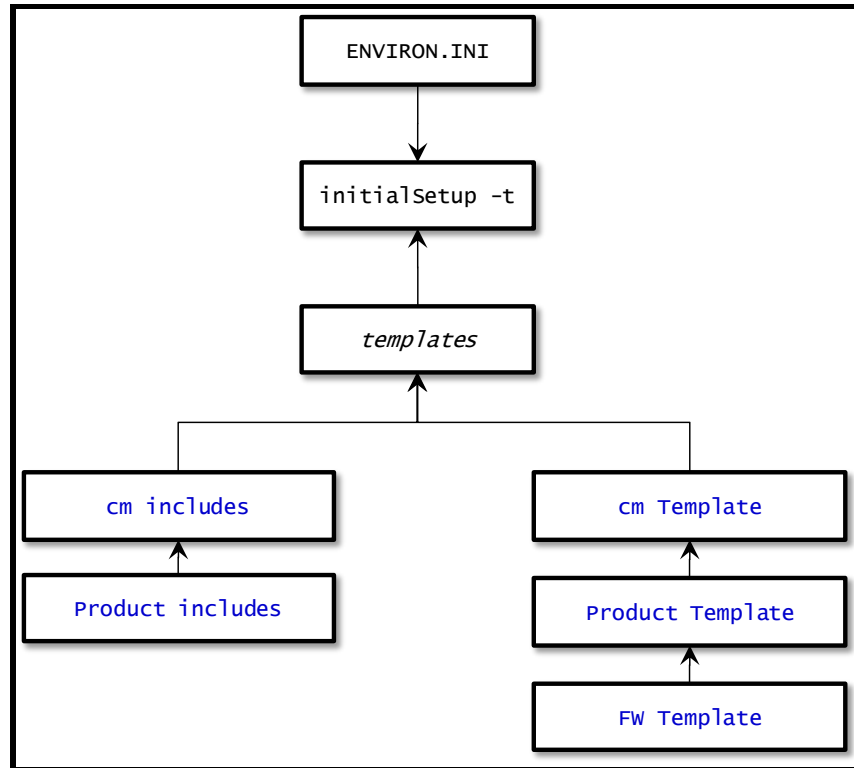 ENVIRON.INI
initialSetup -t
templates
cm includes
cm Template
Product includes
Product Template
FW Template